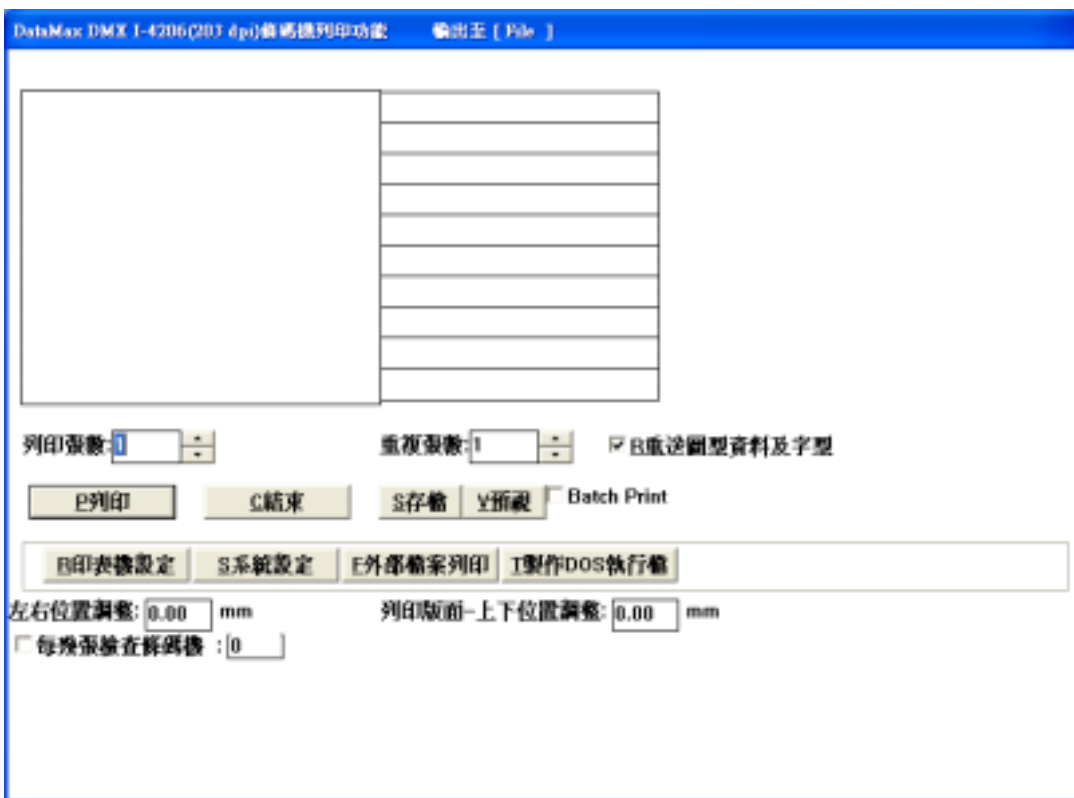 DataMax DMX I-4206(203 dpi)條碼機列印功能 輸出至 [ File ]
列印張數:1 重複張數:1 R重送圖型資料及字型
P列印 C結束 S存檔 V預視 Batch Print
R印表機設定 S系統設定 F外部檔案列印 T製作DOS執行檔
左右位置調整: 0.00 mm 列印版面-上下位置調整: 0.00 mm
每幾張檢查條碼機 :0